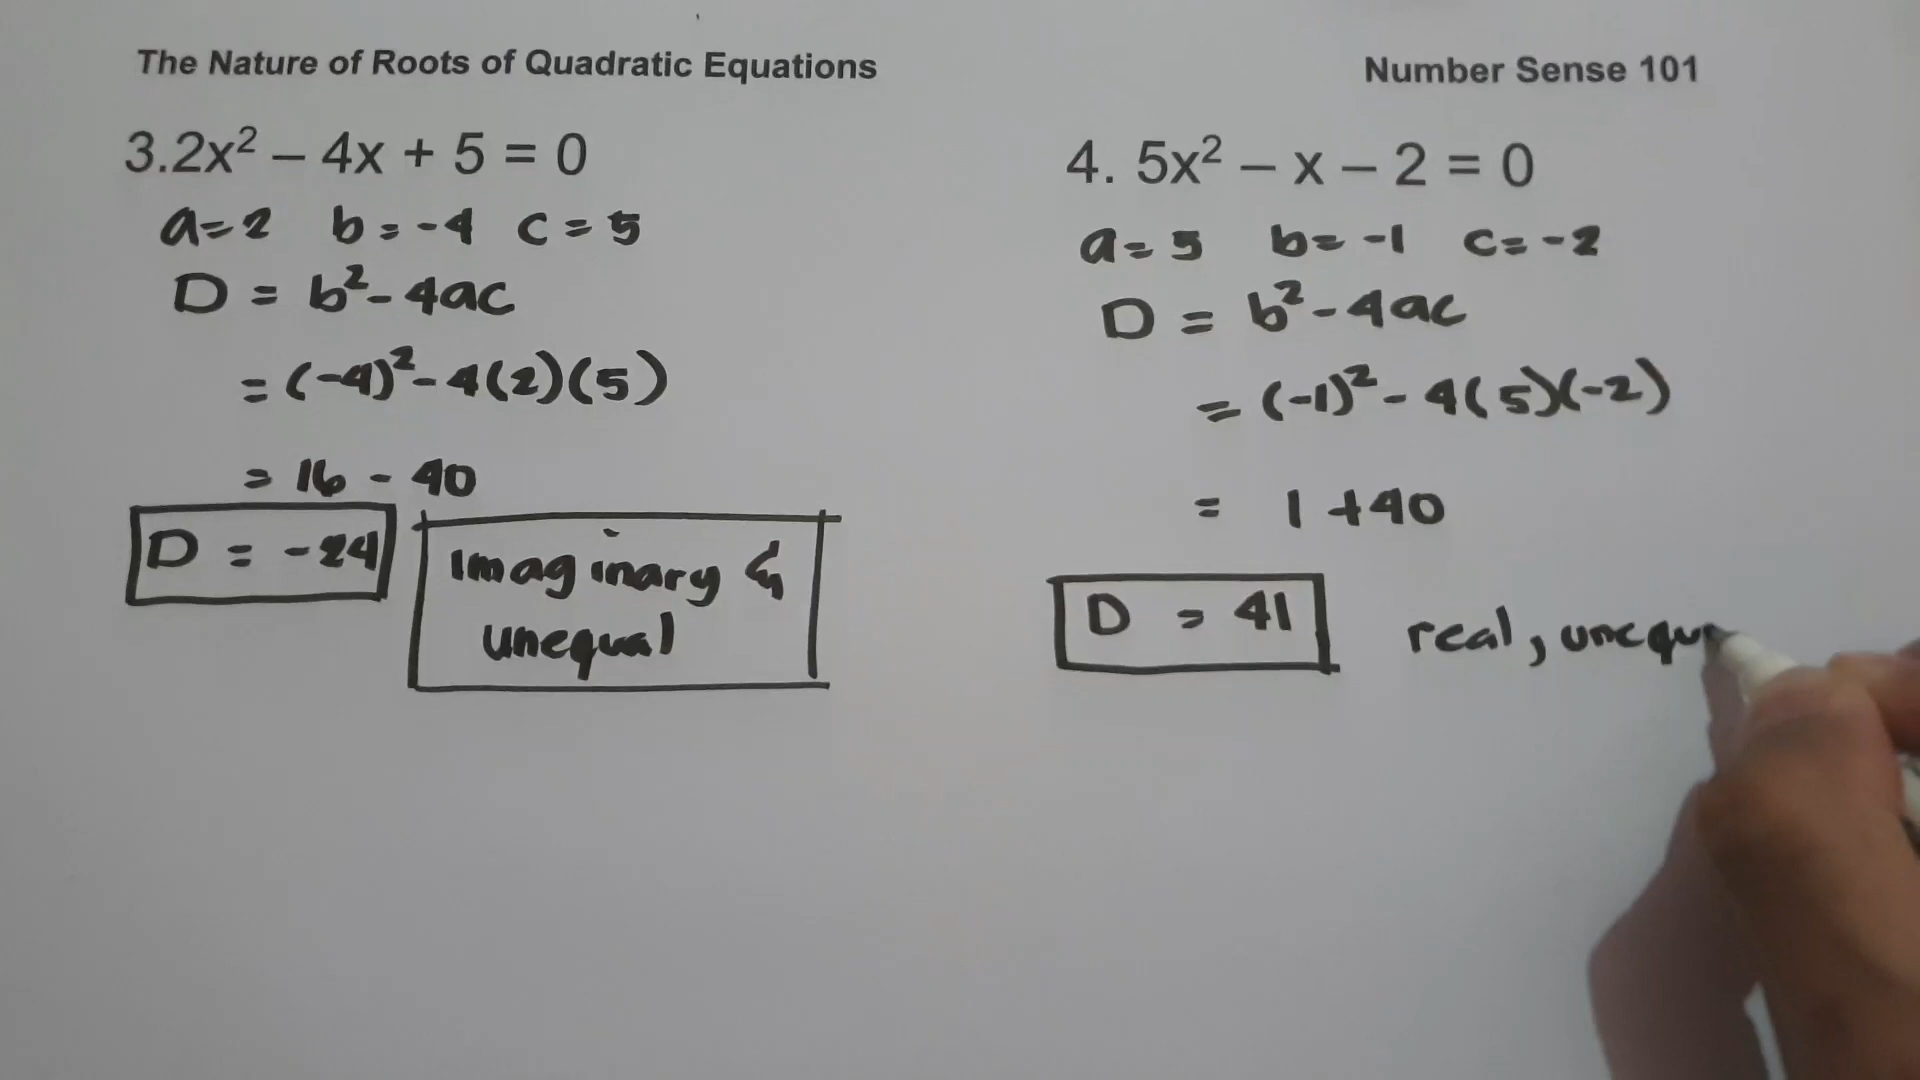 The Nature of Roots of Quadratic Equations
3.2x² – 4x + 5 = 0
a=2 b=-4 c=5
D = b²-4ac
= (-4)²-4(2)(5)
= 16 - 40
D = -24
Imaginary &
unequal
Number Sense 101
4. 5x² – x – 2 = 0
a=5 b=-1 c=-2
D = b²-4ac
= (-1)²- 4(5)(-2)
= 1+40
D = 41
real, unequ